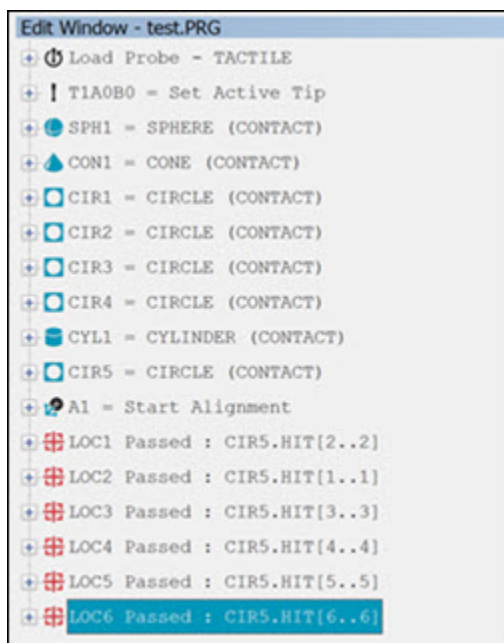 Edit Window - test.PRG
Load Probe - TACTILE
T1A0B0 = Set Active Tip
SPH1 = SPHERE (CONTACT)
CON1 = CONE (CONTACT)
CIR1 = CIRCLE (CONTACT)
CIR2 = CIRCLE (CONTACT)
CIR3 = CIRCLE (CONTACT)
CIR4 = CIRCLE (CONTACT)
CYL1 = CYLINDER (CONTACT)
CIR5 = CIRCLE (CONTACT)
A1 = Start Alignment
LOC1 Passed : CIR5.HIT[2..2]
LOC2 Passed : CIR5.HIT[1..1]
LOC3 Passed : CIR5.HIT[3..3]
LOC4 Passed : CIR5.HIT[4..4]
LOC5 Passed : CIR5.HIT[5..5]
LOC6 Passed : CIR5.HIT[6..6]